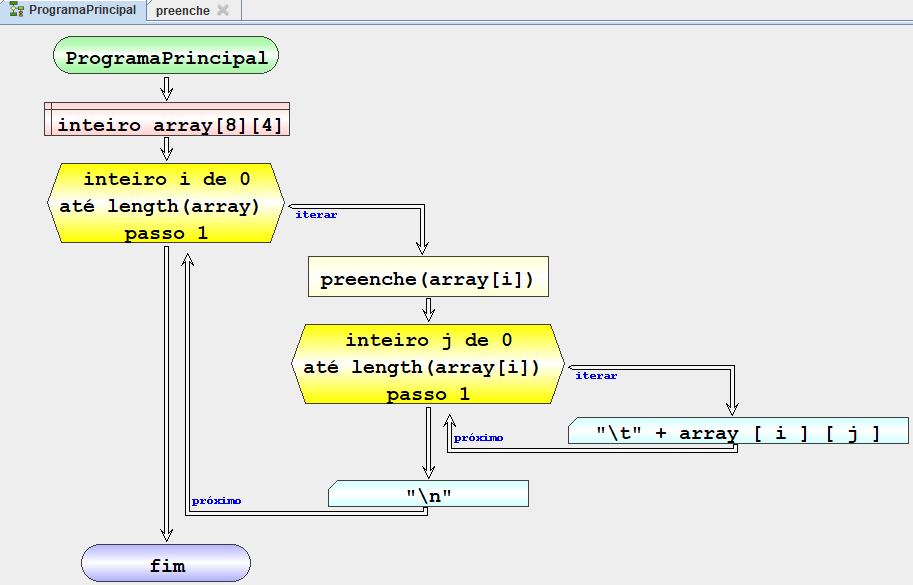 ProgramaPrincipal
preenche
ProgramaPrincipal
inteiro array[8][4]
inteiro i de 0
até length(array)
passo 1
iterar
preenche(array[i])
inteiro j de 0
até length(array[i])
passo 1
iterar
"\t" + array [ i ] [ j ]
próximo
"\n"
próximo
fim